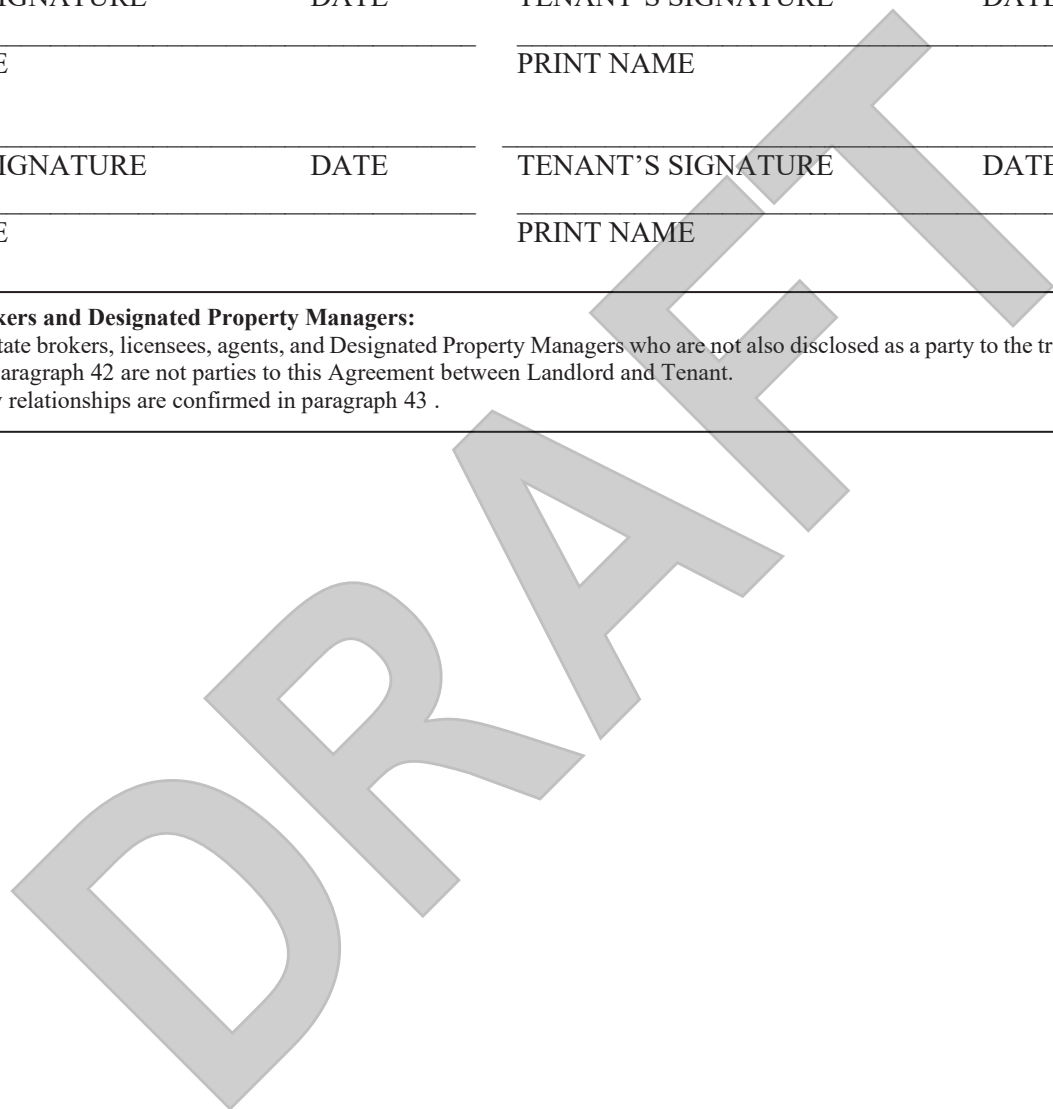 IGNATURE DATE TENANT’S SIGNATURE DATE
E PRINT NAME
IGNATURE DATE TENANT’S SIGNATURE DATE
E PRINT NAME
kers and Designated Property Managers:
tate brokers, licensees, agents, and Designated Property Managers who are not also disclosed as a party to the tr
aragraph 42 are not parties to this Agreement between Landlord and Tenant.
y relationships are confirmed in paragraph 43 .
DRAFT